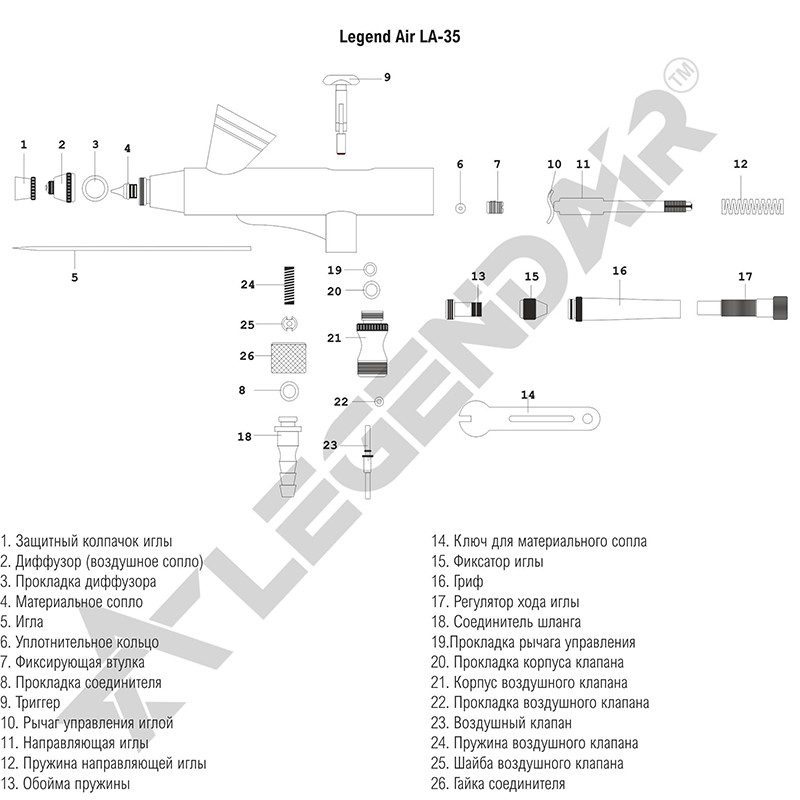 Legend Air LA-35
9
1
2
3
4
6
7
10
11
12
5
19
24
20
13
15
16
17
25
21
26
8
22
14
18
23
ALEGENDAIR™
1. Защитный колпачок иглы
2. Диффузор (воздушное сопло)
3. Прокладка диффузора
4. Материальное сопло
5. Игла
6. Уплотнительное кольцо
7. Фиксирующая втулка
8. Прокладка соединителя
9. Триггер
10. Рычаг управления иглой
11. Направляющая иглы
12. Пружина направляющей иглы
13. Обойма пружины
14. Ключ для материального сопла
15. Фиксатор иглы
16. Гриф
17. Регулятор хода иглы
18. Соединитель шланга
19.Прокладка рычага управления
20. Прокладка корпуса клапана
21. Корпус воздушного клапана
22. Прокладка воздушного клапана
23. Воздушный клапан
24. Пружина воздушного клапана
25. Шайба воздушного клапана
26. Гайка соединителя